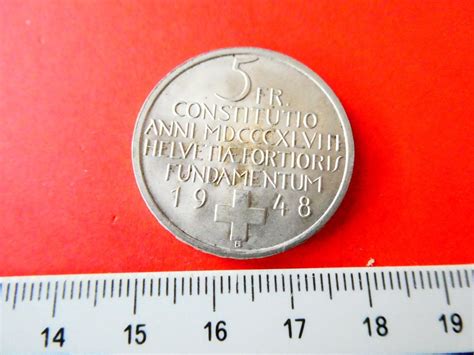 5 FR.
CONSTITUTIO
ANNI MDCCCXLVIII
HELVETIA FORTIORIS
FUNDAMENTUM
19 48
B
14 15 16 17 18 19